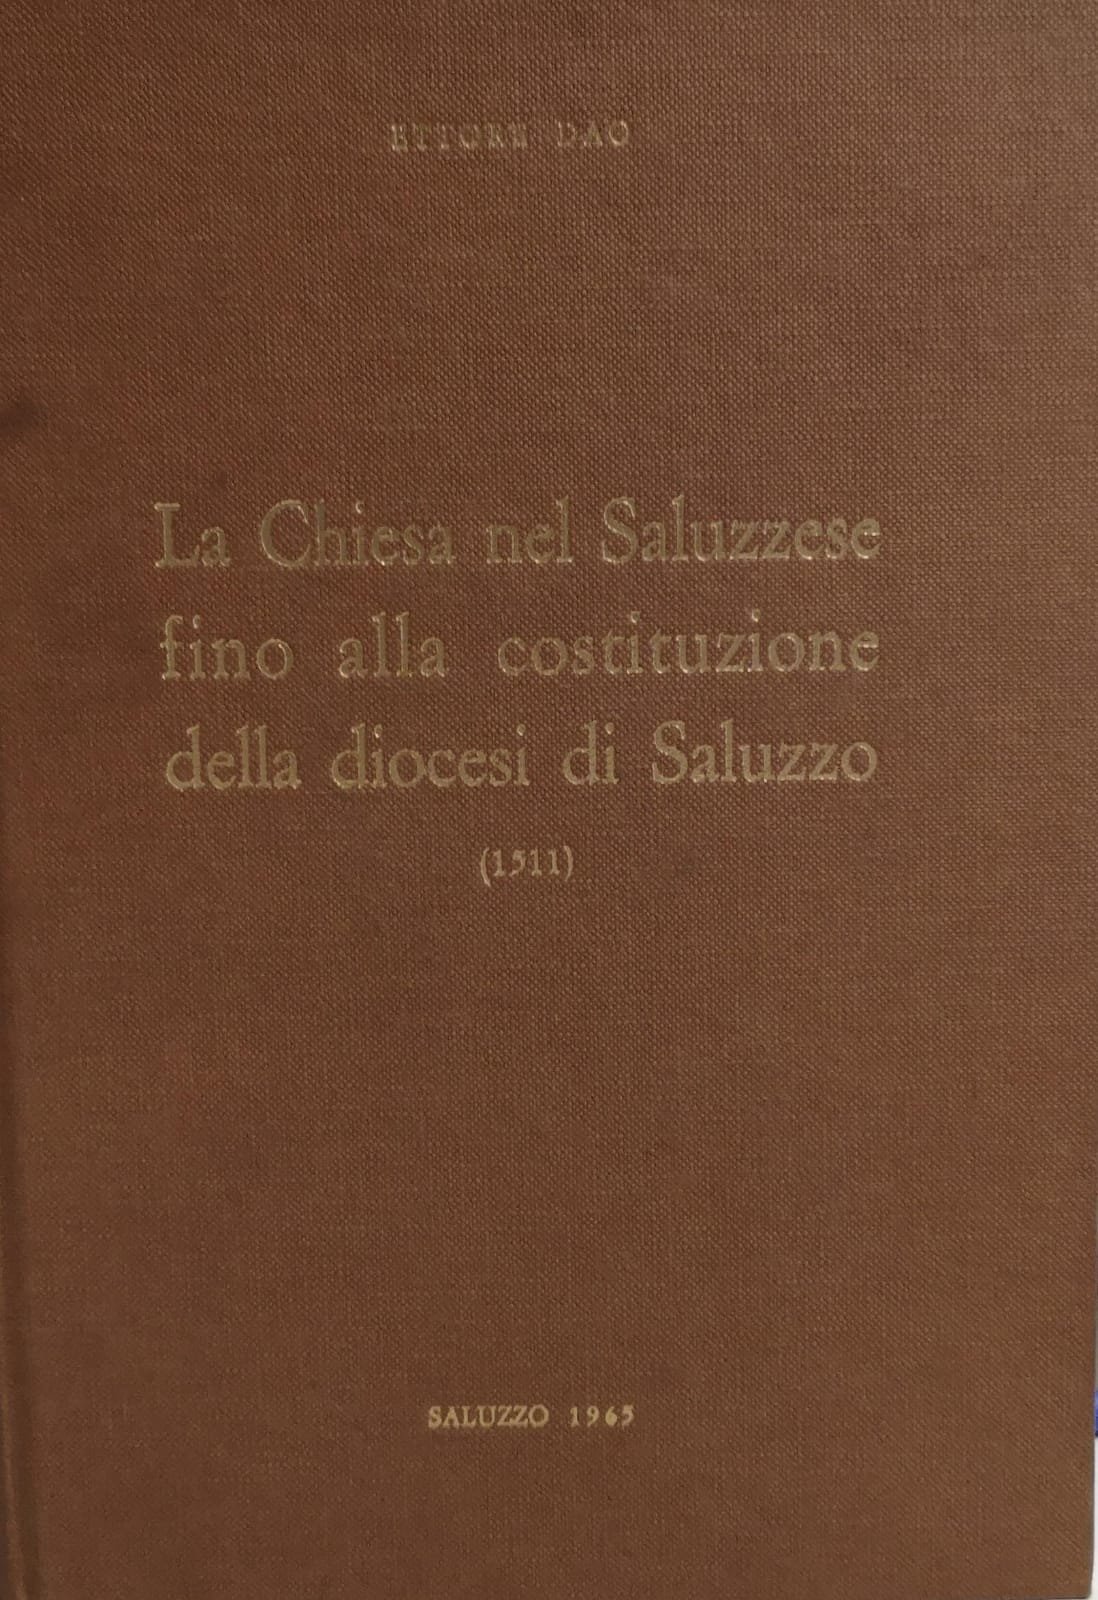 ETTORE DAO
La Chiesa nel Saluzzese
fino alla costituzione
della diocesi di Saluzzo
(1511)
SALUZZO 1965